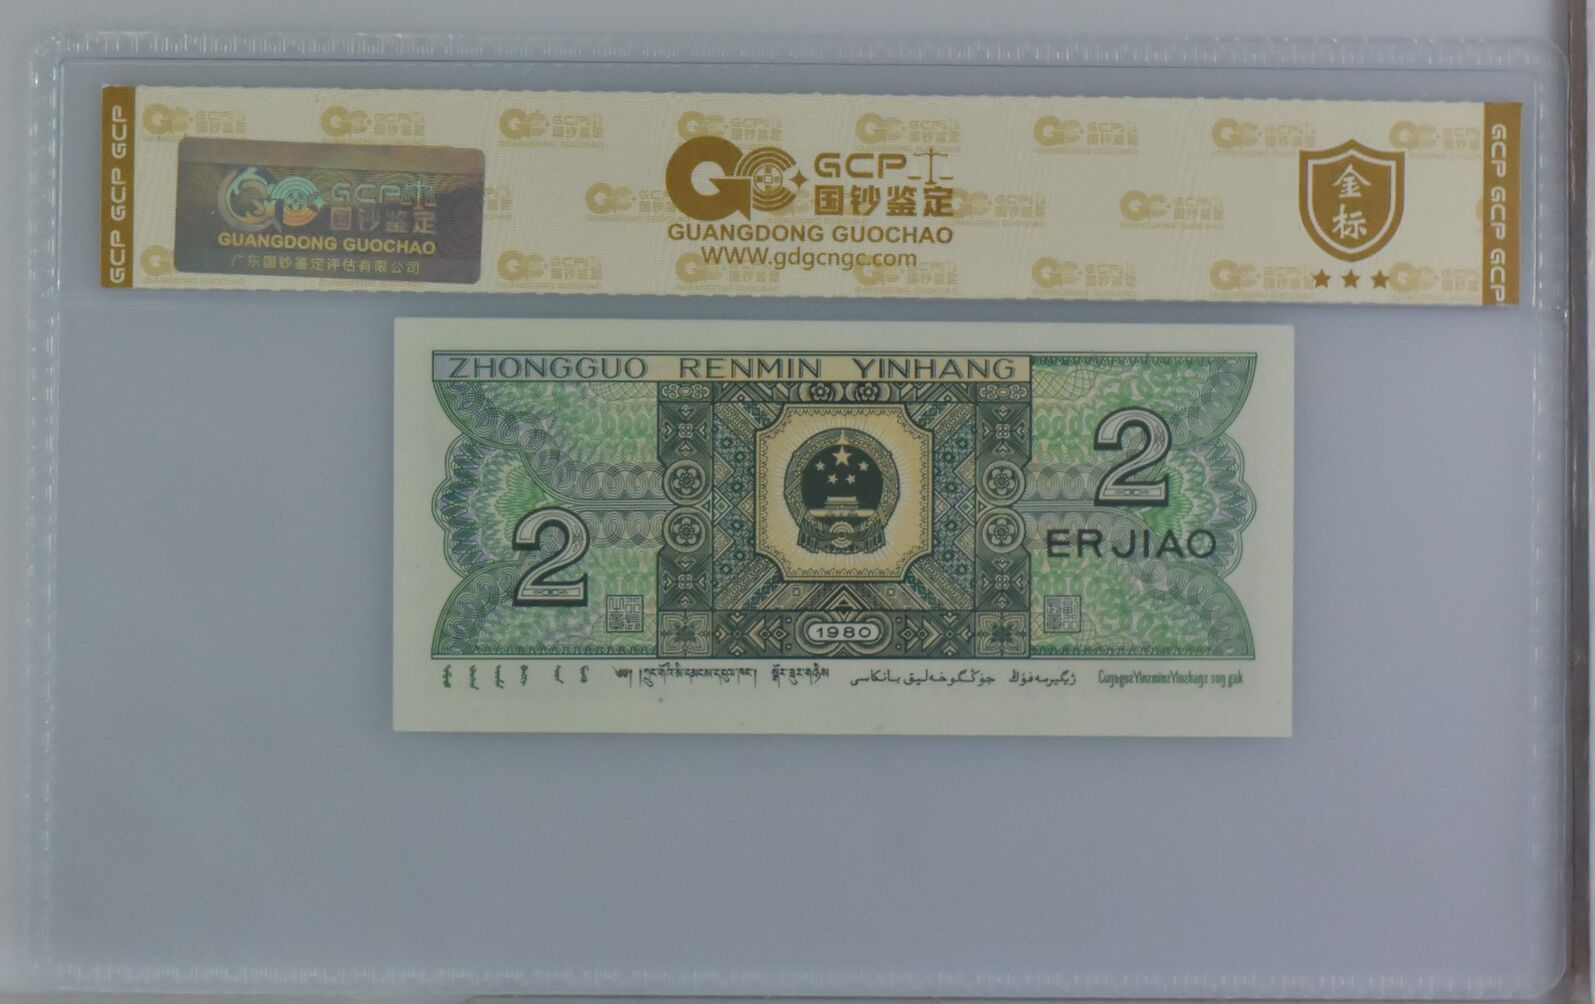 GCP GCP GCP
GCP
国钞鉴定
GUANGDONG GUOCHAO
广东国钞鉴定评估有限公司
GCP
国钞鉴定
GUANGDONG GUOCHAO
WWW.gdgcngc.com
金标
GCP GCP GCP
ZHONGGUO RENMIN YINHANG
2
ERJIAO
2
1980